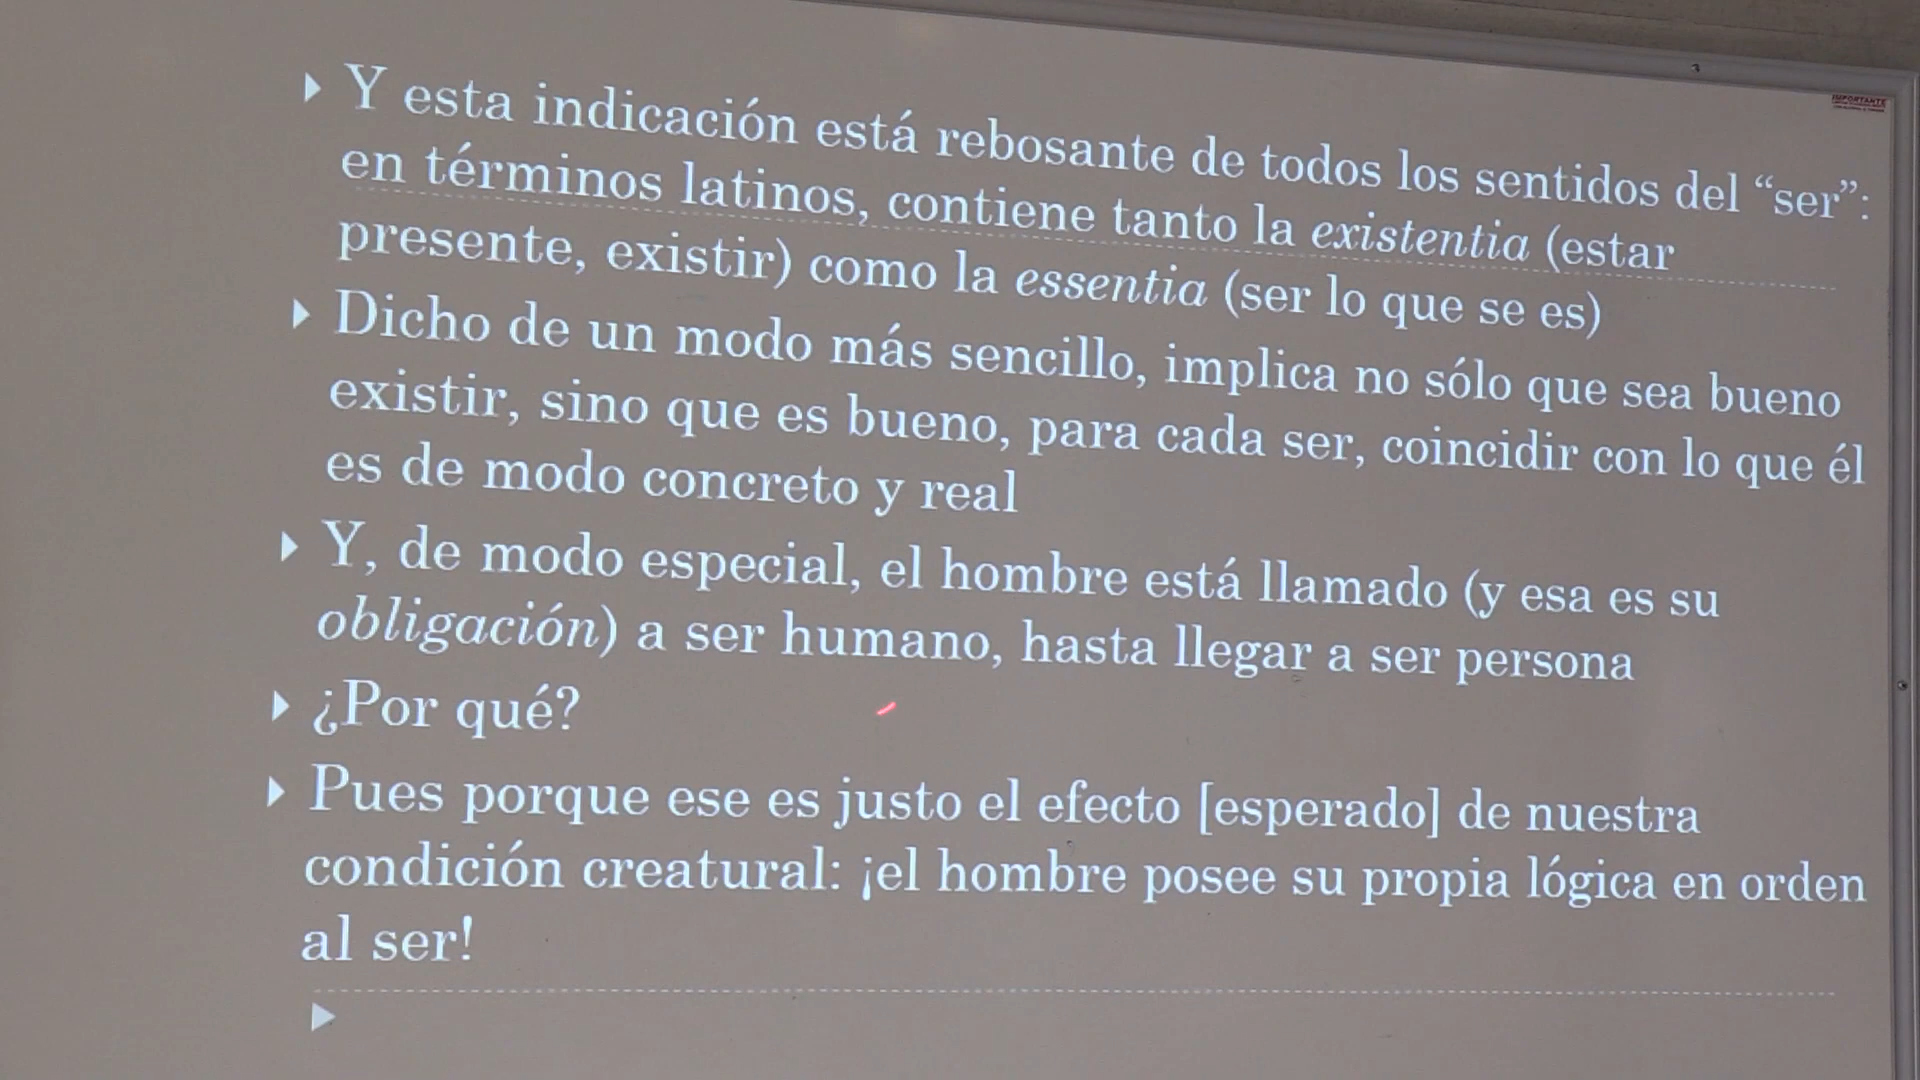 Y esta indicación está rebosante de todos los sentidos del “ser”:
en términos latinos, contiene tanto la existentia (estar
presente, existir) como la essentia (ser lo que se es)
Dicho de un modo más sencillo, implica no sólo que sea bueno
existir, sino que es bueno, para cada ser, coincidir con lo que él
es de modo concreto y real
Y, de modo especial, el hombre está llamado (y esa es su
obligación) a ser humano, hasta llegar a ser persona
¿Por qué?
Pues porque ese es justo el efecto [esperado] de nuestra
condición creatural: ¡el hombre posee su propia lógica en orden
al ser!
IMPORTANTE